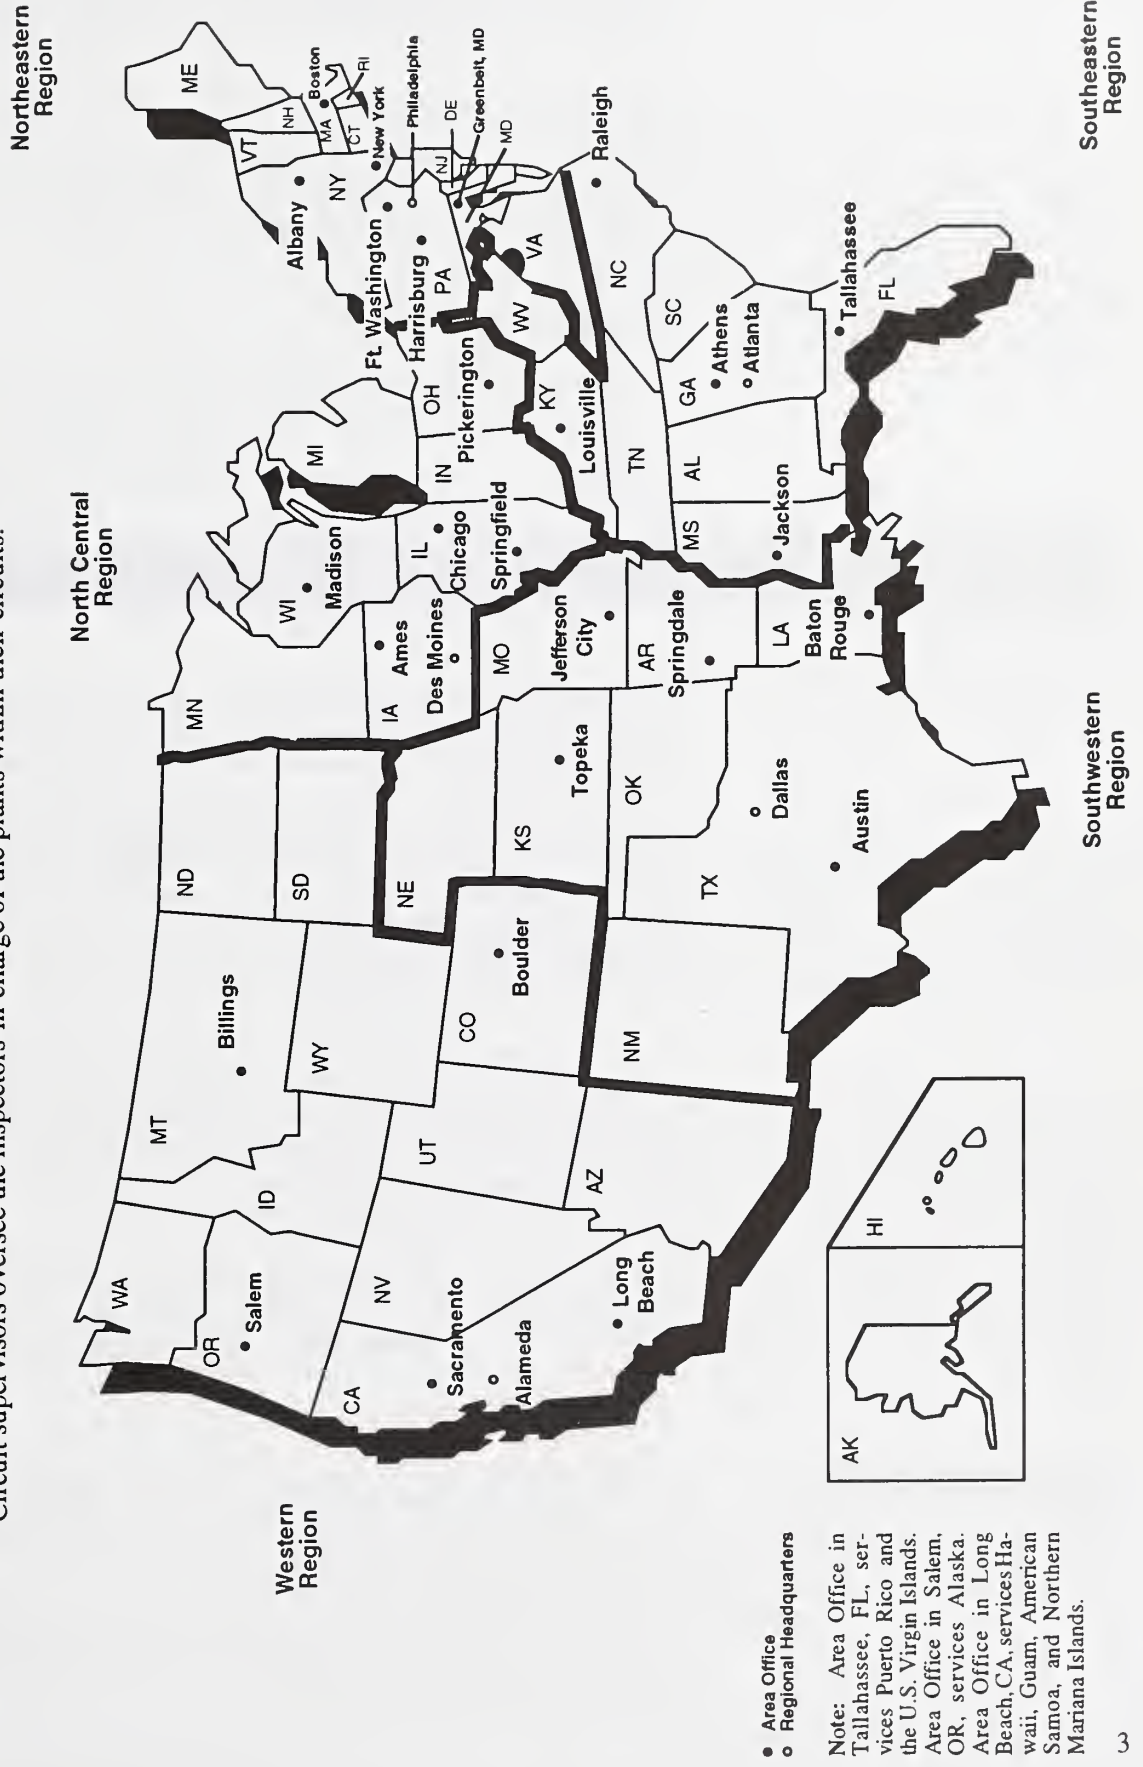 Circuit supervisors oversee the inspectors in charge of the plants within their circuits.
Western
Region
North Central
Region
Northeastern
Region
WA
MT
ND
MN
OR
Salem
ID
Billings
SD
WI
Madison
MI
ME
VT
NH
MA
Boston
RI
CT
New York
NY
Albany
WY
NE
IA
Ames
Des Moines
IL
Chicago
Springfield
IN
OH
Pickerington
PA
Harrisburg
Ft. Washington
Philadelphia
NJ
DE
Greenbelt, MD
MD
CA
Sacramento
Alameda
NV
UT
CO
Boulder
KS
Topeka
MO
Jefferson
City
KY
Louisville
WV
VA
Raleigh
Long
Beach
AZ
NM
OK
TX
Dallas
Austin
AR
Springdale
LA
Baton
Rouge
TN
MS
Jackson
AL
GA
Athens
Atlanta
SC
NC
FL
Tallahassee
AK
HI
Southwestern
Region
Southeastern
Region
● Area Office
○ Regional Headquarters
Note: Area Office in
Tallahassee, FL, ser-
vices Puerto Rico and
the U.S. Virgin Islands.
Area Office in Salem,
OR, services Alaska.
Area Office in Long
Beach, CA, services Ha-
waii, Guam, American
Samoa, and Northern
Mariana Islands.
3